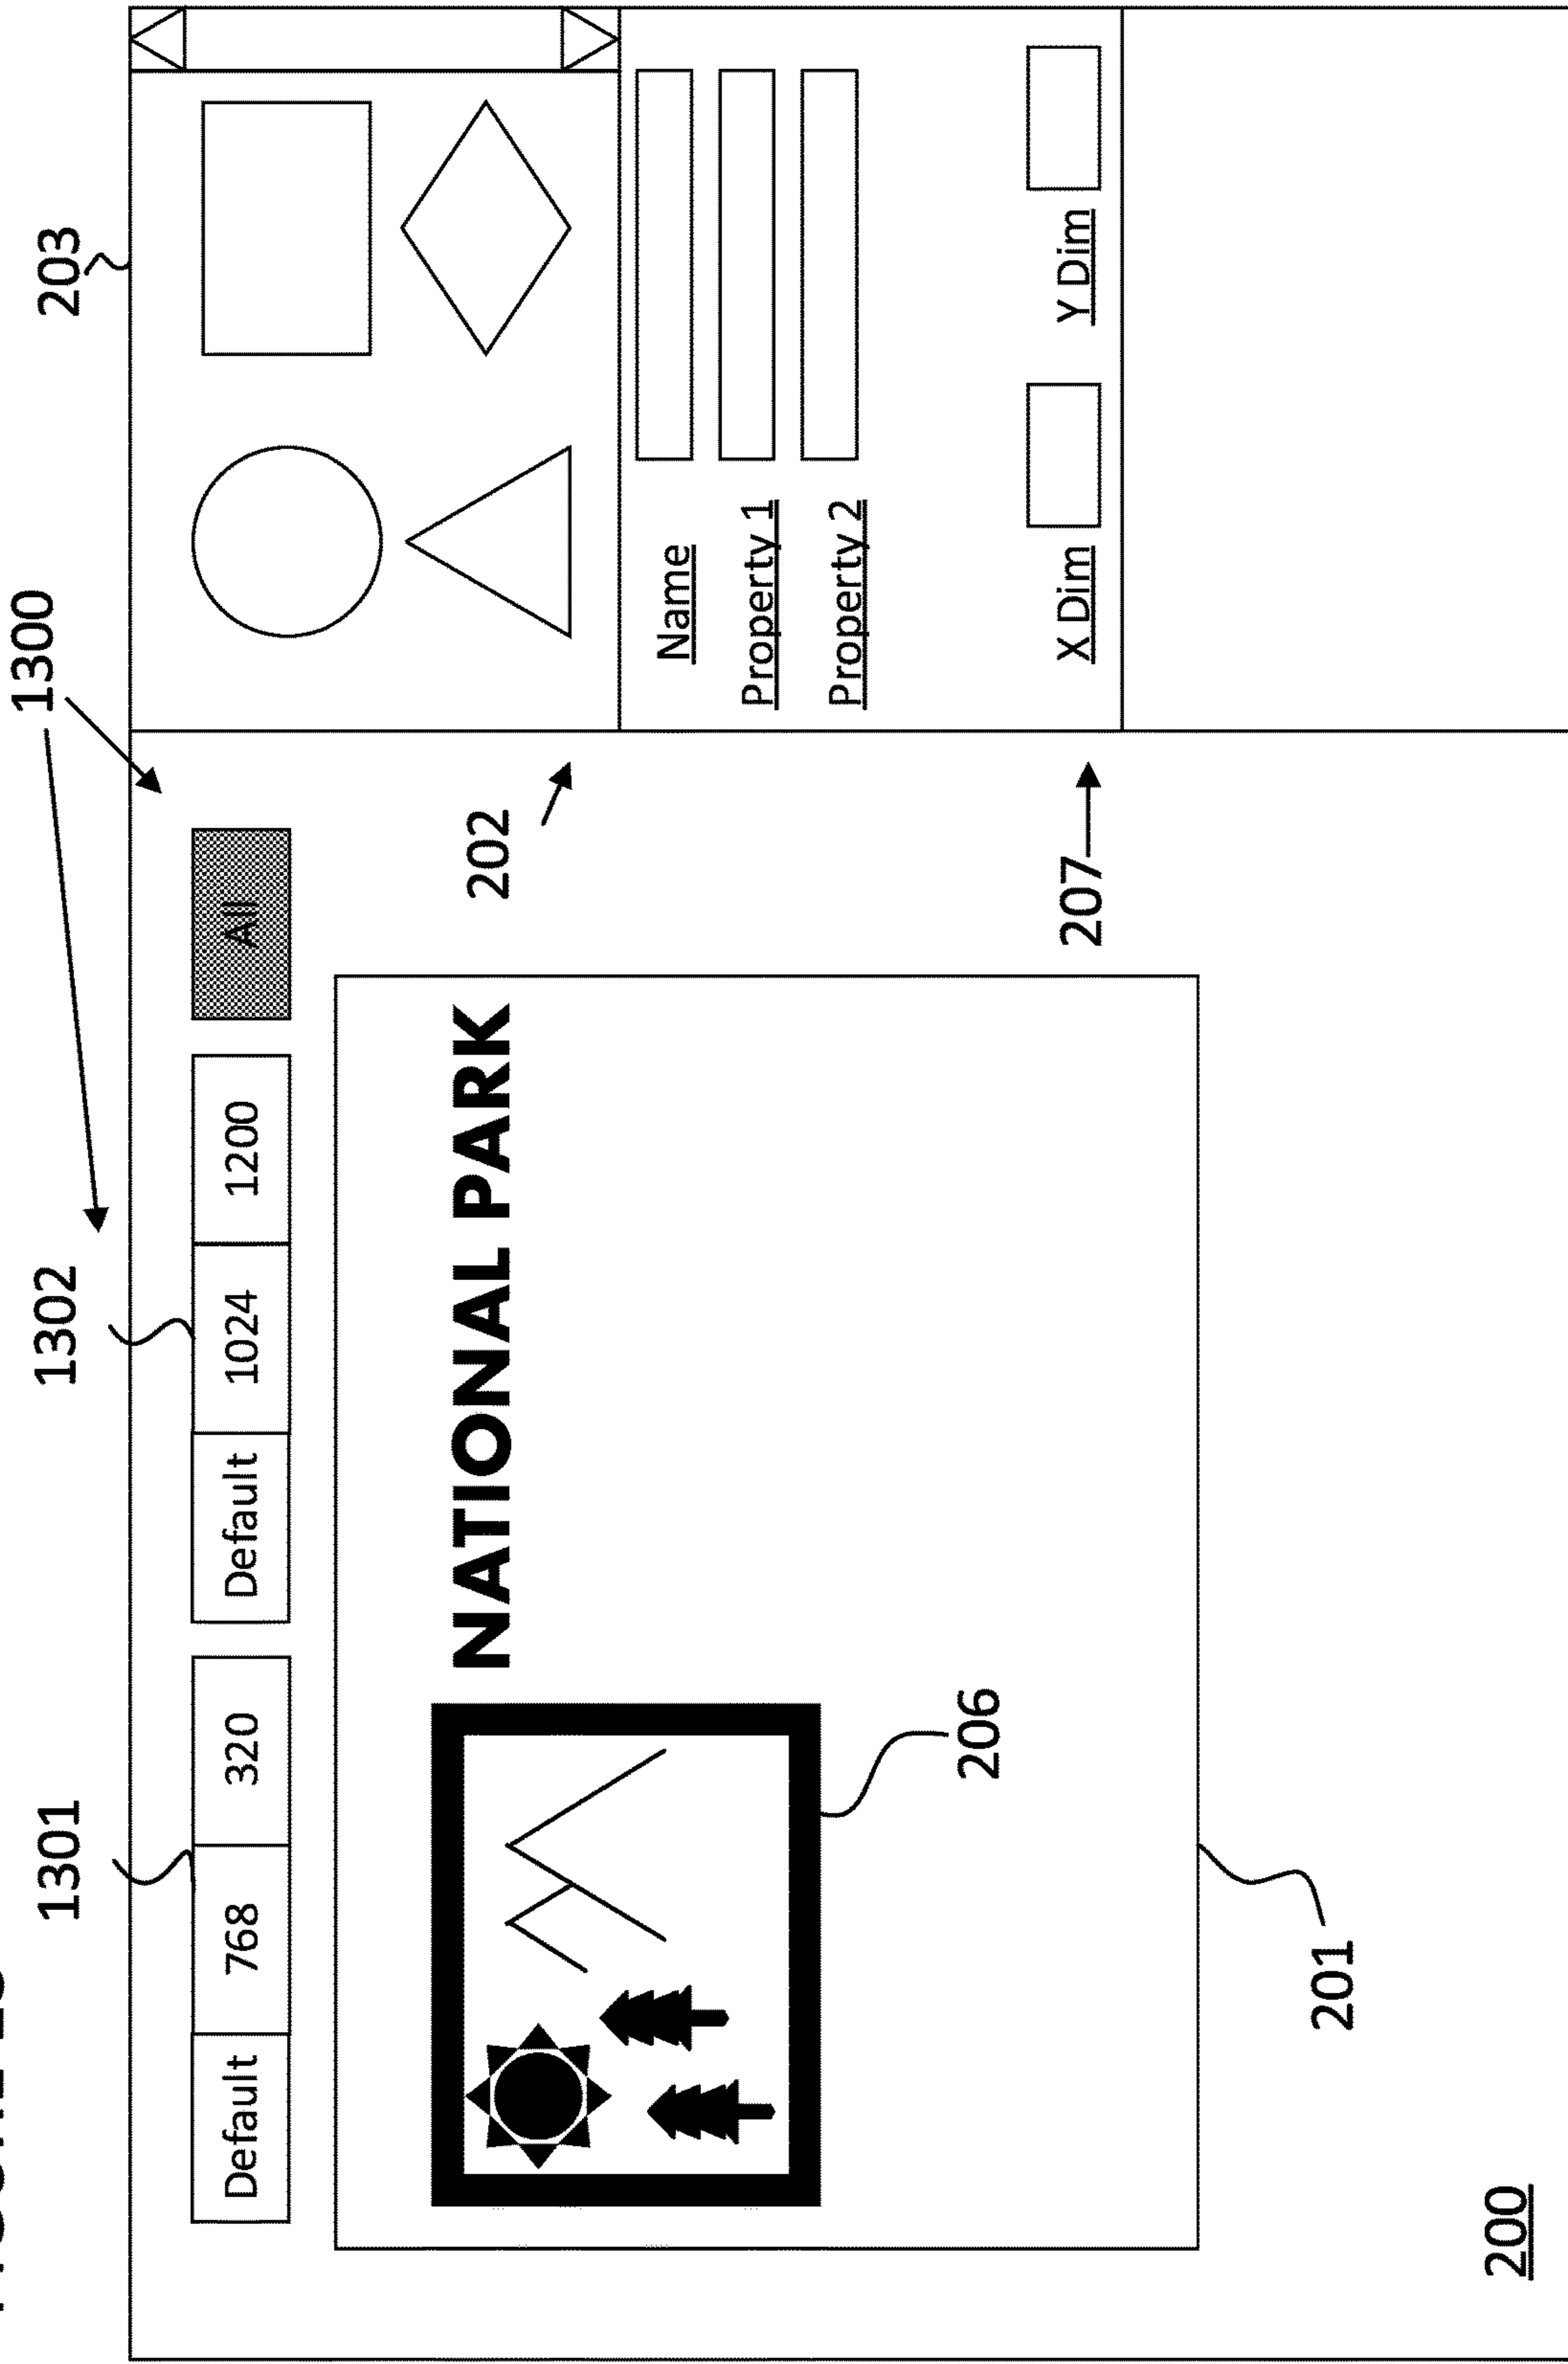 1300
1301
1302
203
Default
768
320
Default
1024
1200
All
NATIONAL PARK
202
206
207
201
Name
Property 1
Property 2
X Dim
Y Dim
200